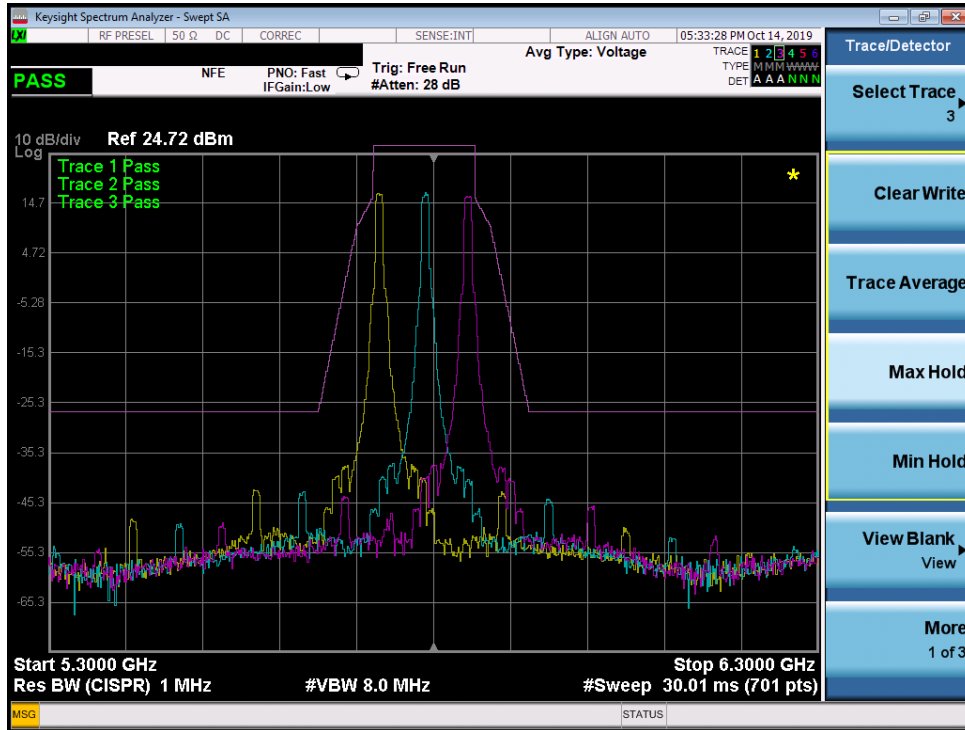 Keysight Spectrum Analyzer - Swept SA
LXI RF PRESEL 50 Ω DC CORREC SENSE:INT ALIGN AUTO 05:33:28 PM Oct 14, 2019
PASS
NFE
PNO: Fast
IFGain:Low
Trig: Free Run
#Atten: 28 dB
Avg Type: Voltage
TRACE 1 2 3 4 5 6
TYPE M M M W W W
DET A A A N N N
10 dB/div Ref 24.72 dBm
Log
Trace 1 Pass
Trace 2 Pass
Trace 3 Pass
*
14.7
4.72
-5.28
-15.3
-25.3
-35.3
-45.3
-55.3
-65.3
Start 5.3000 GHz Stop 6.3000 GHz
Res BW (CISPR) 1 MHz #VBW 8.0 MHz #Sweep 30.01 ms (701 pts)
MSG STATUS
Trace/Detector
Select Trace
3
Clear Write
Trace Average
Max Hold
Min Hold
View Blank
View
More
1 of 3